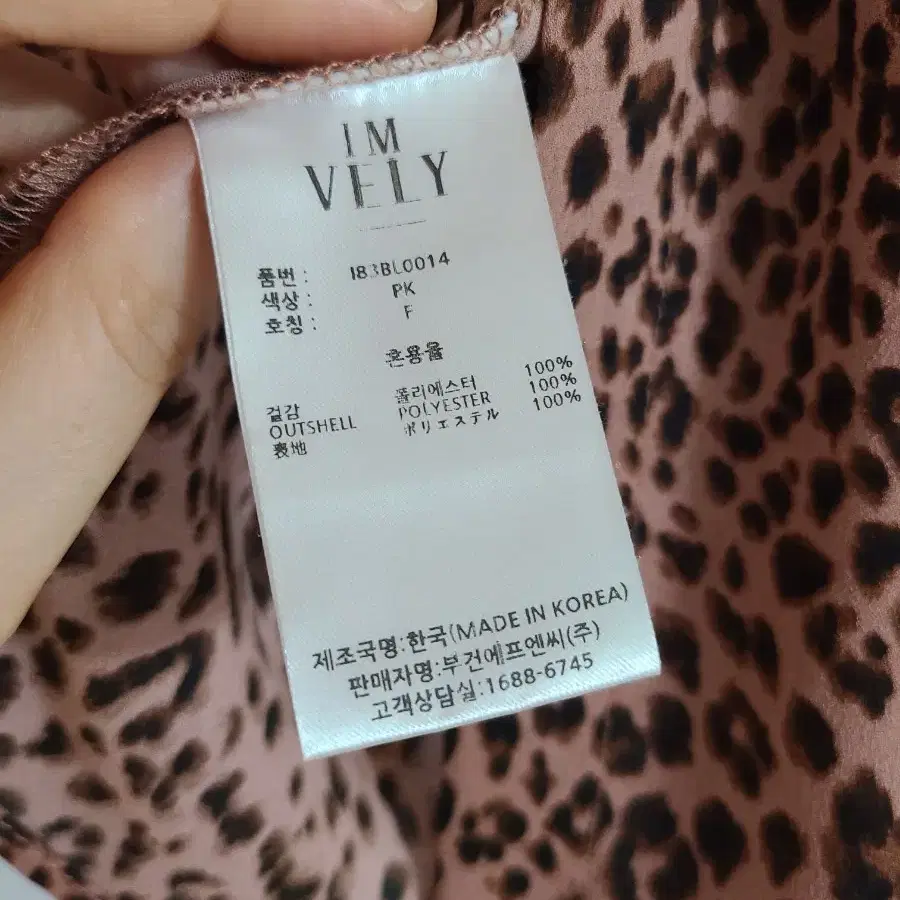 IM
VELY
품번 : I83BL0014
색상 : PK
호칭 : F
혼용율
겉감 폴리에스터 100%
OUTSHELL POLYESTER 100%
表地 ポリエステル 100%
제조국명:한국(MADE IN KOREA)
판매자명:부건에프엔씨(주)
고객상담실:1688-6745